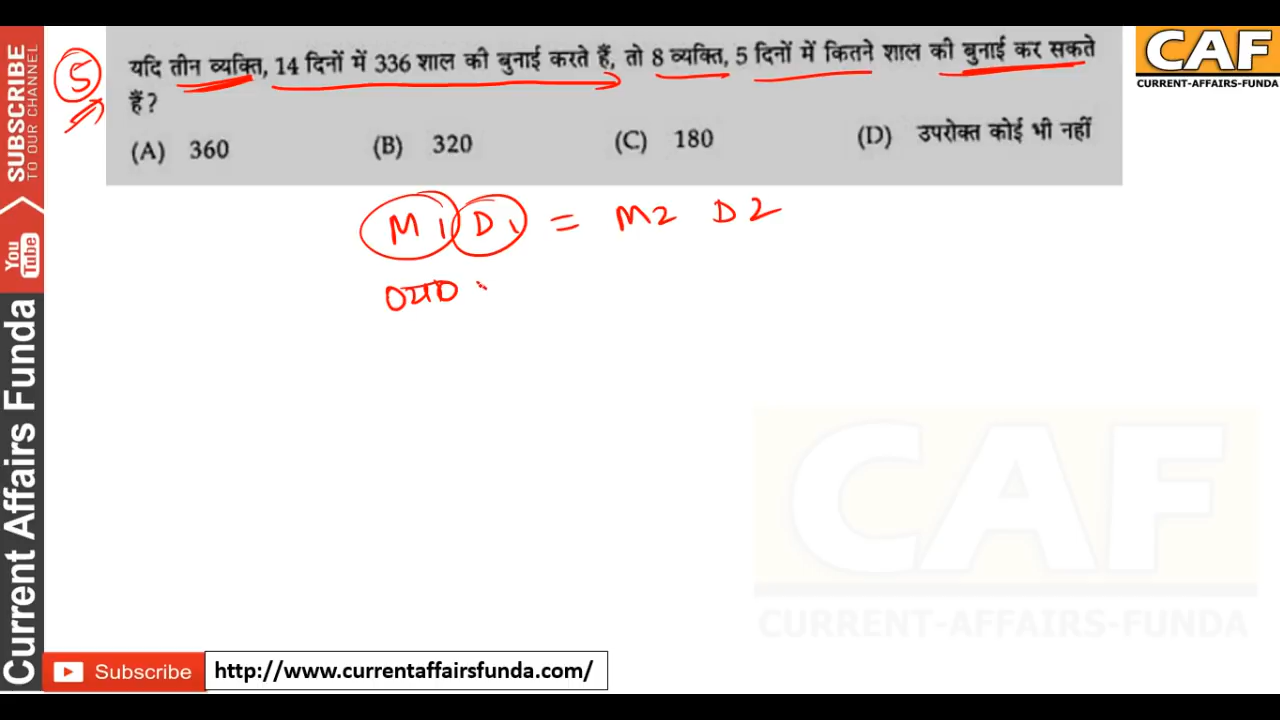 SUBSCRIBE
TO OUR CHANNEL
You Tube
Current Affairs Funda
5
यदि तीन व्यक्ति, 14 दिनों में 336 शाल की बुनाई करते हैं, तो 8 व्यक्ति, 5 दिनों में कितने शाल की बुनाई कर सकते
हैं?
(A) 360 (B) 320 (C) 180 (D) उपरोक्त कोई भी नहीं
CAF
CURRENT-AFFAIRS-FUNDA
M1 D1 = M2 D2
CAF
CURRENT-AFFAIRS-FUNDA
Subscribe http://www.currentaffairsfunda.com/